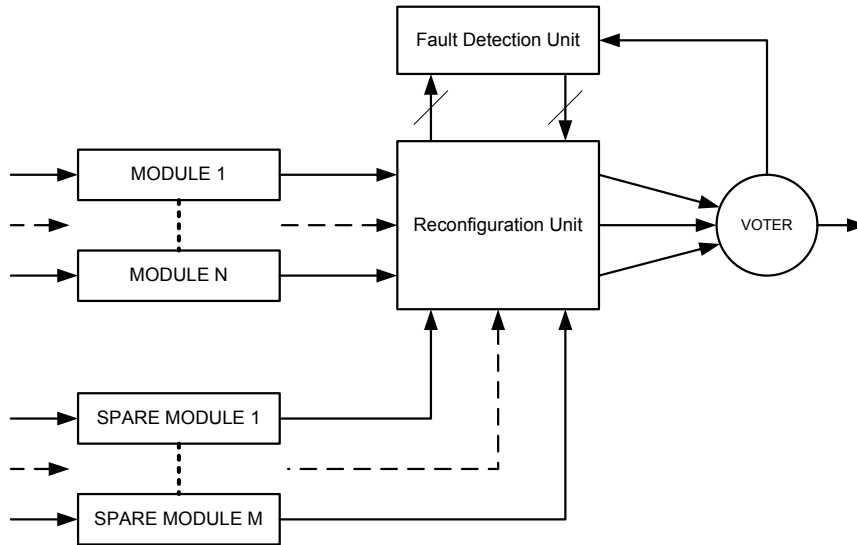 Fault Detection Unit
MODULE 1
Reconfiguration Unit
VOTER
MODULE N
SPARE MODULE 1
SPARE MODULE M